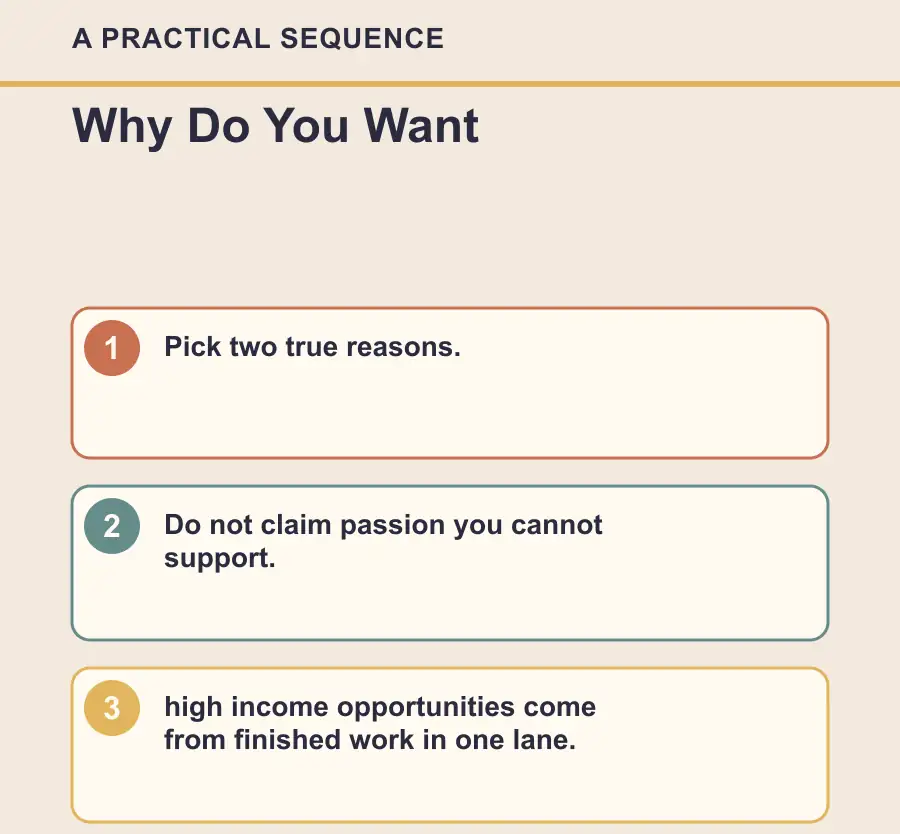 A PRACTICAL SEQUENCE
Why Do You Want
1
Pick two true reasons.
2
Do not claim passion you cannot
support.
3
high income opportunities come
from finished work in one lane.